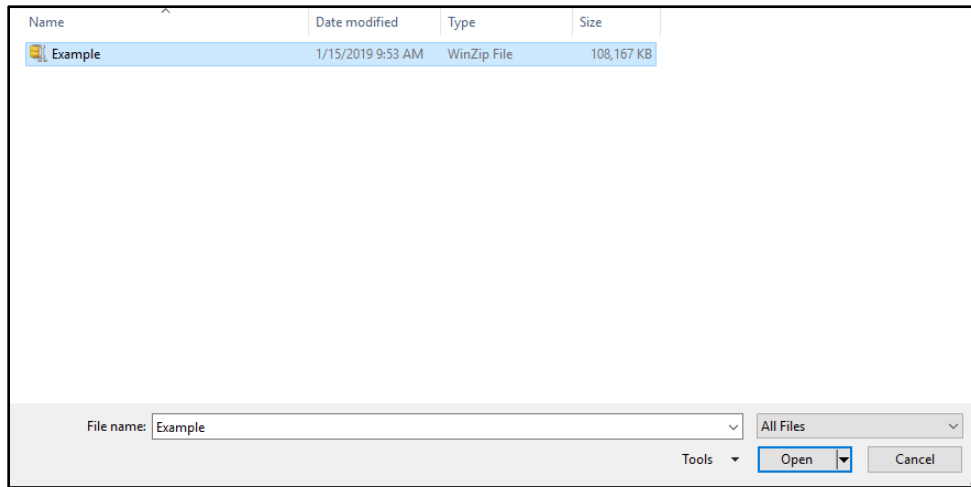 Name Date modified Type Size
Example 1/15/2019 9:53 AM WinZip File 108,167 KB
File name: Example All Files
Tools Open Cancel